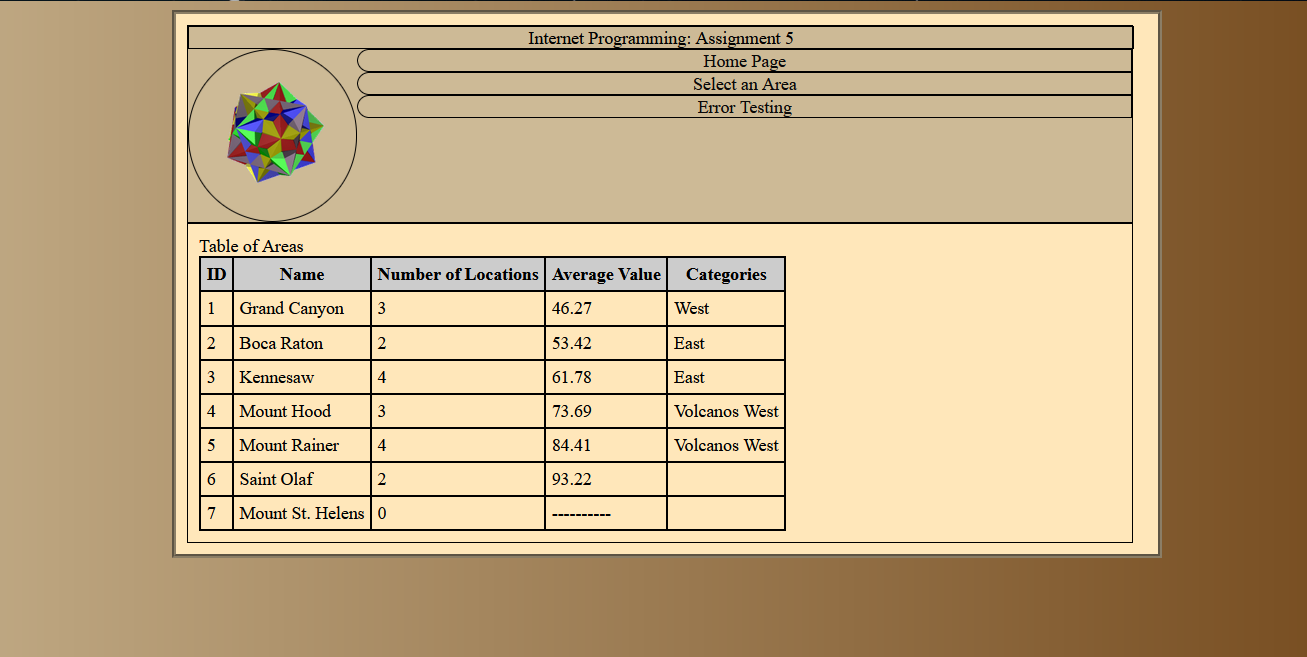 Internet Programming: Assignment 5
Home Page
Select an Area
Error Testing
Table of Areas
ID Name Number of Locations Average Value Categories
1 Grand Canyon 3 46.27 West
2 Boca Raton 2 53.42 East
3 Kennesaw 4 61.78 East
4 Mount Hood 3 73.69 Volcanos West
5 Mount Rainer 4 84.41 Volcanos West
6 Saint Olaf 2 93.22
7 Mount St. Helens 0 ----------